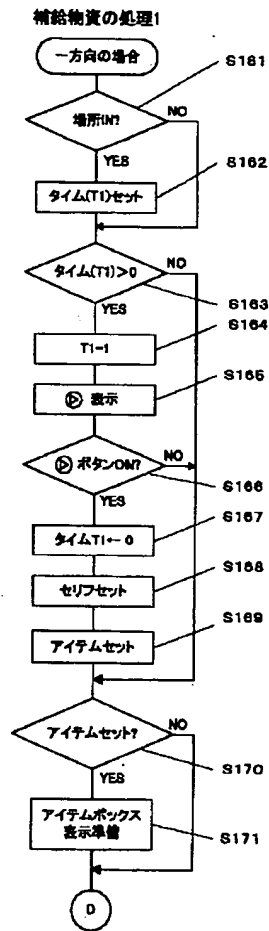 補給物資の処理1
一方向の場合
S161
場所IN?
NO
YES
S162
タイム(T1)セット
タイム(T1)>0
NO
S163
YES
S164
T1-1
S165
▷ 表示
▷ ボタンON?
NO
S166
YES
S167
タイムT1←0
S168
セリフセット
S169
アイテムセット
アイテムセット?
NO
S170
YES
アイテムボックス
表示準備
S171
D